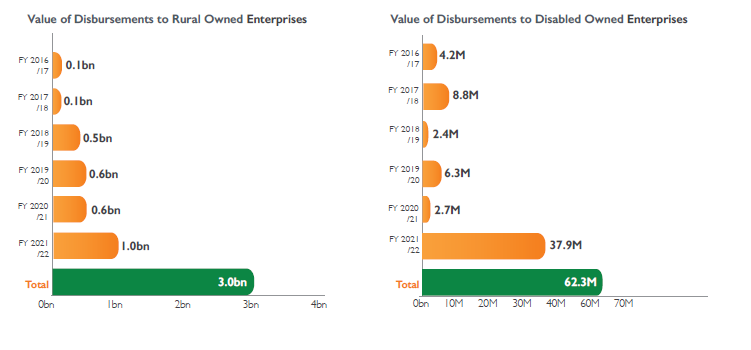 Value of Disbursements to Rural Owned Enterprises
FY 2016
/17
0.1bn
FY 2017
/18
0.1bn
FY 2018
/19
0.5bn
FY 2019
/20
0.6bn
FY 2020
/21
0.6bn
FY 2021
/22
1.0bn
Total
3.0bn
0bn 1bn 2bn 3bn 4bn
Value of Disbursements to Disabled Owned Enterprises
FY 2016
/17
4.2M
FY 2017
/18
8.8M
FY 2018
/19
2.4M
FY 2019
/20
6.3M
FY 2020
/21
2.7M
FY 2021
/22
37.9M
Total
62.3M
0bn 10M 20M 30M 40M 60M 70M